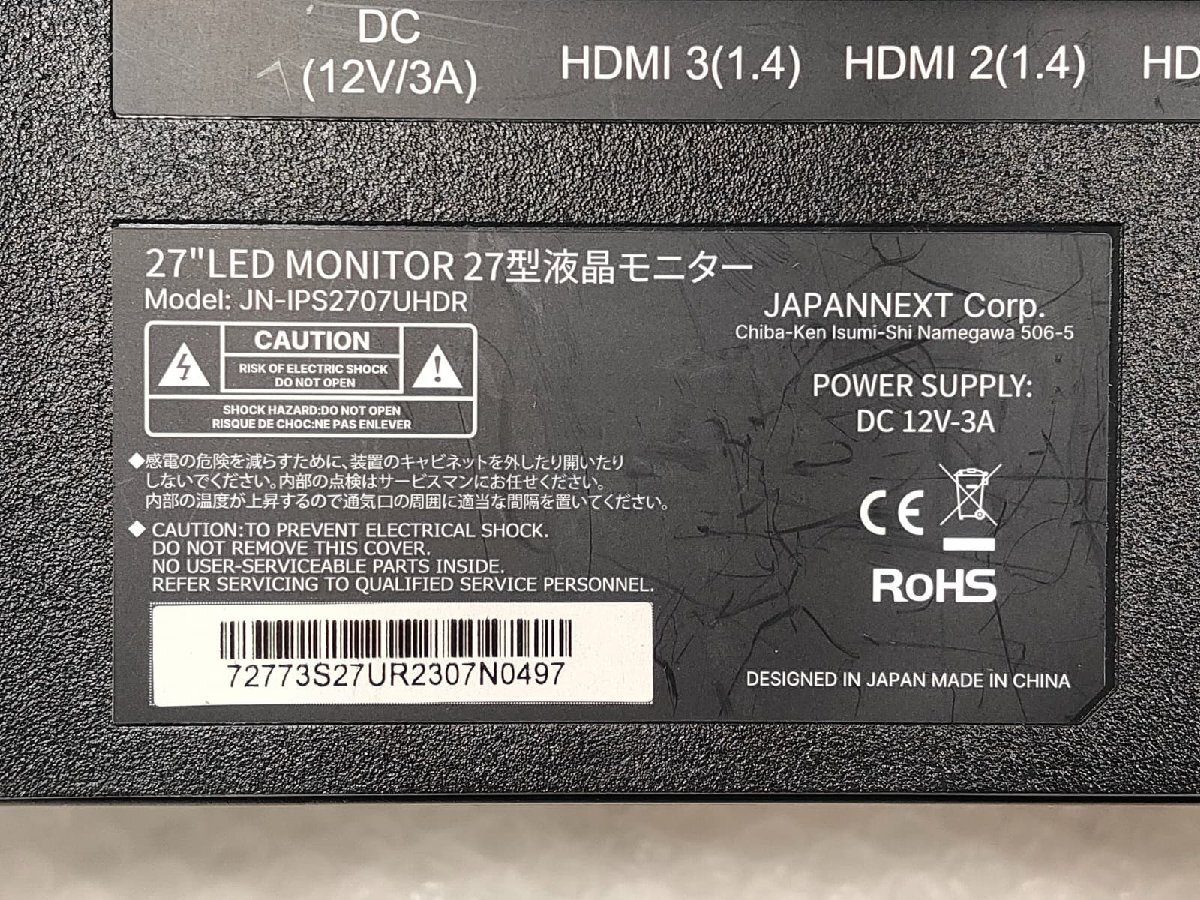 DC
(12V/3A)
HDMI 3(1.4)
HDMI 2(1.4)
HD
27"LED MONITOR 27型液晶モニター
Model: JN-IPS2707UHDR
CAUTION
RISK OF ELECTRIC SHOCK
DO NOT OPEN
SHOCK HAZARD:DO NOT OPEN
RISQUE DE CHOC:NE PAS ENLEVER
JAPANNEXT Corp.
Chiba-Ken Isumi-Shi Namegawa 506-5
POWER SUPPLY:
DC 12V-3A
◆感電の危険を減らすために、装置のキャビネットを外したり開いたり
しないでください。内部の点検はサービスマンにお任せください。
内部の温度が上昇するので通気口の周囲に適当な間隔を置いてください。
◆ CAUTION:TO PREVENT ELECTRICAL SHOCK.
DO NOT REMOVE THIS COVER.
NO USER-SERVICEABLE PARTS INSIDE.
REFER SERVICING TO QUALIFIED SERVICE PERSONNEL.
CE
RoHS
72773S27UR2307N0497
DESIGNED IN JAPAN MADE IN CHINA